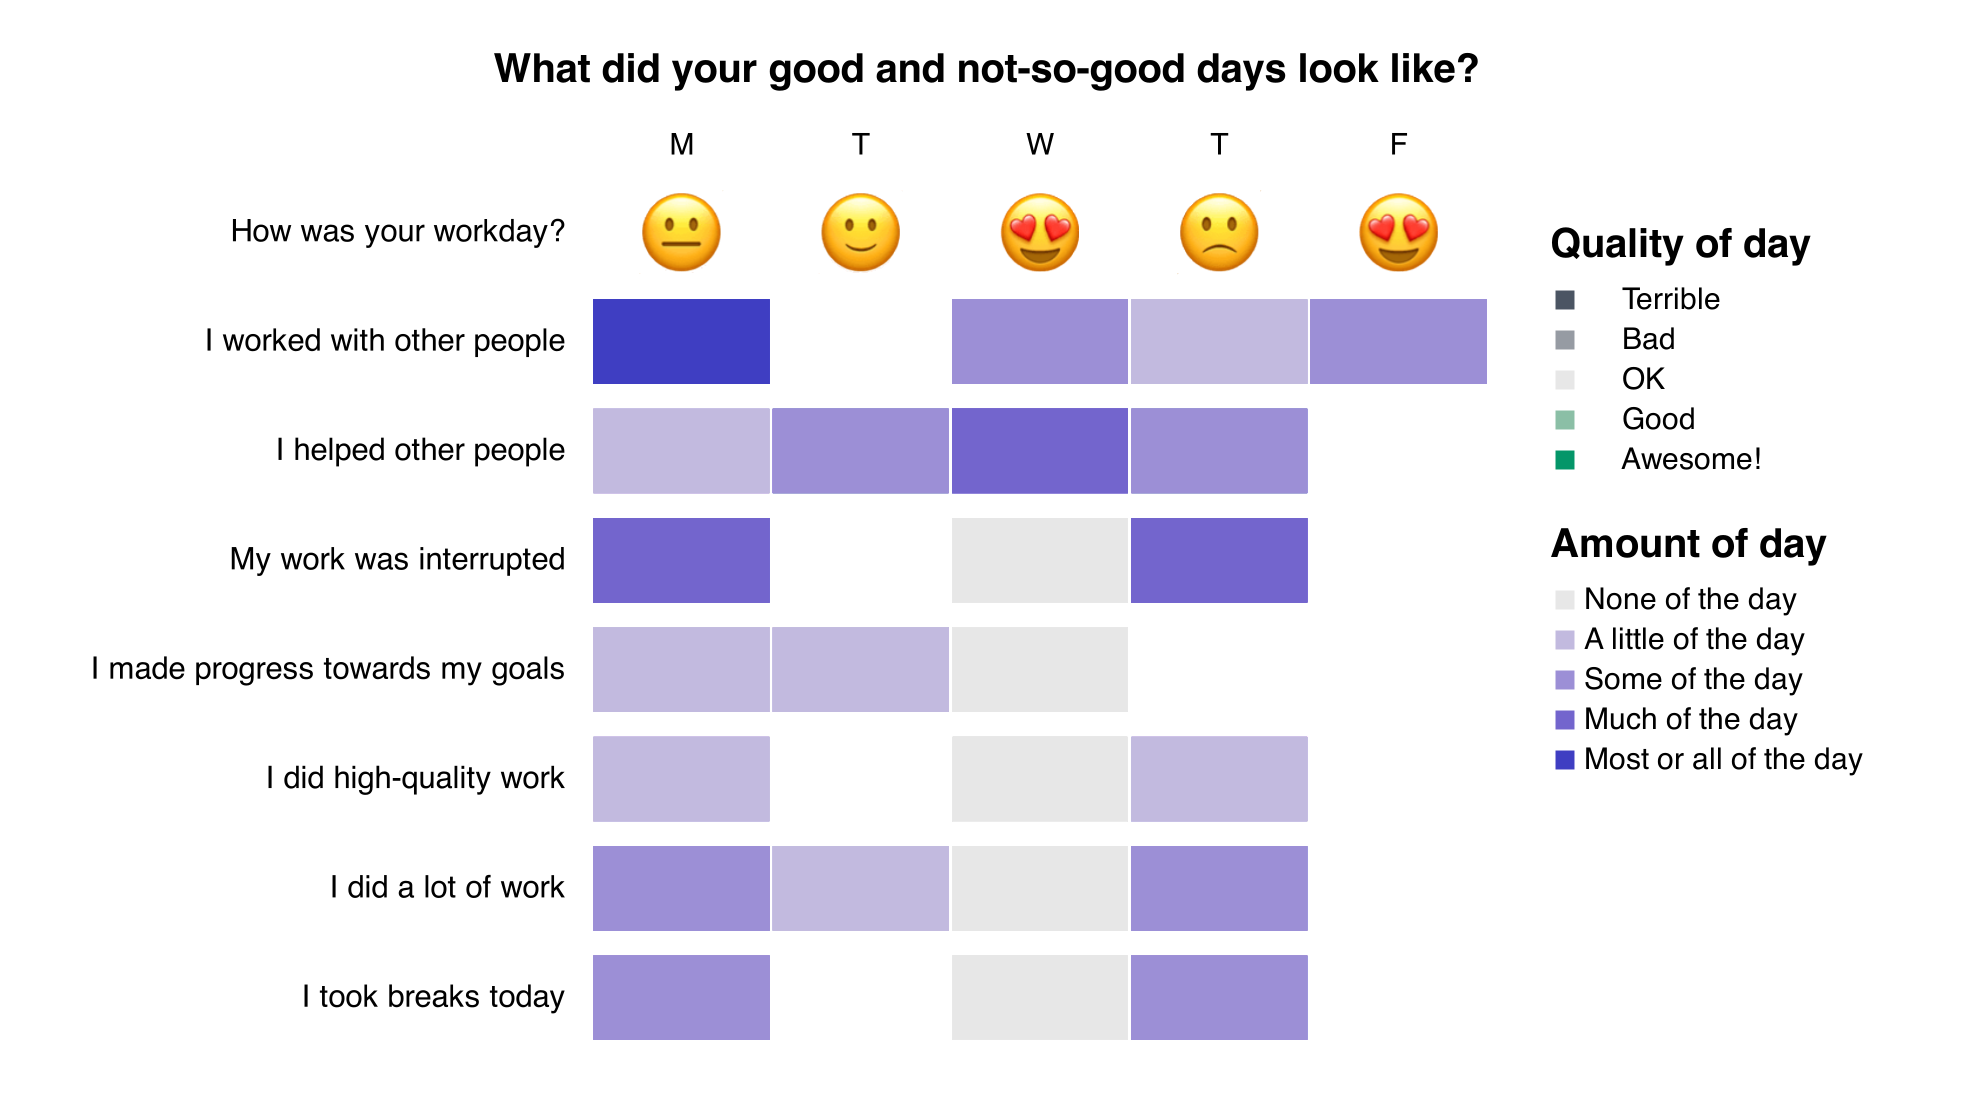 What did your good and not-so-good days look like?
M T W T F
How was your workday?
I worked with other people
I helped other people
My work was interrupted
I made progress towards my goals
I did high-quality work
I did a lot of work
I took breaks today
Quality of day
Terrible
Bad
OK
Good
Awesome!
Amount of day
None of the day
A little of the day
Some of the day
Much of the day
Most or all of the day